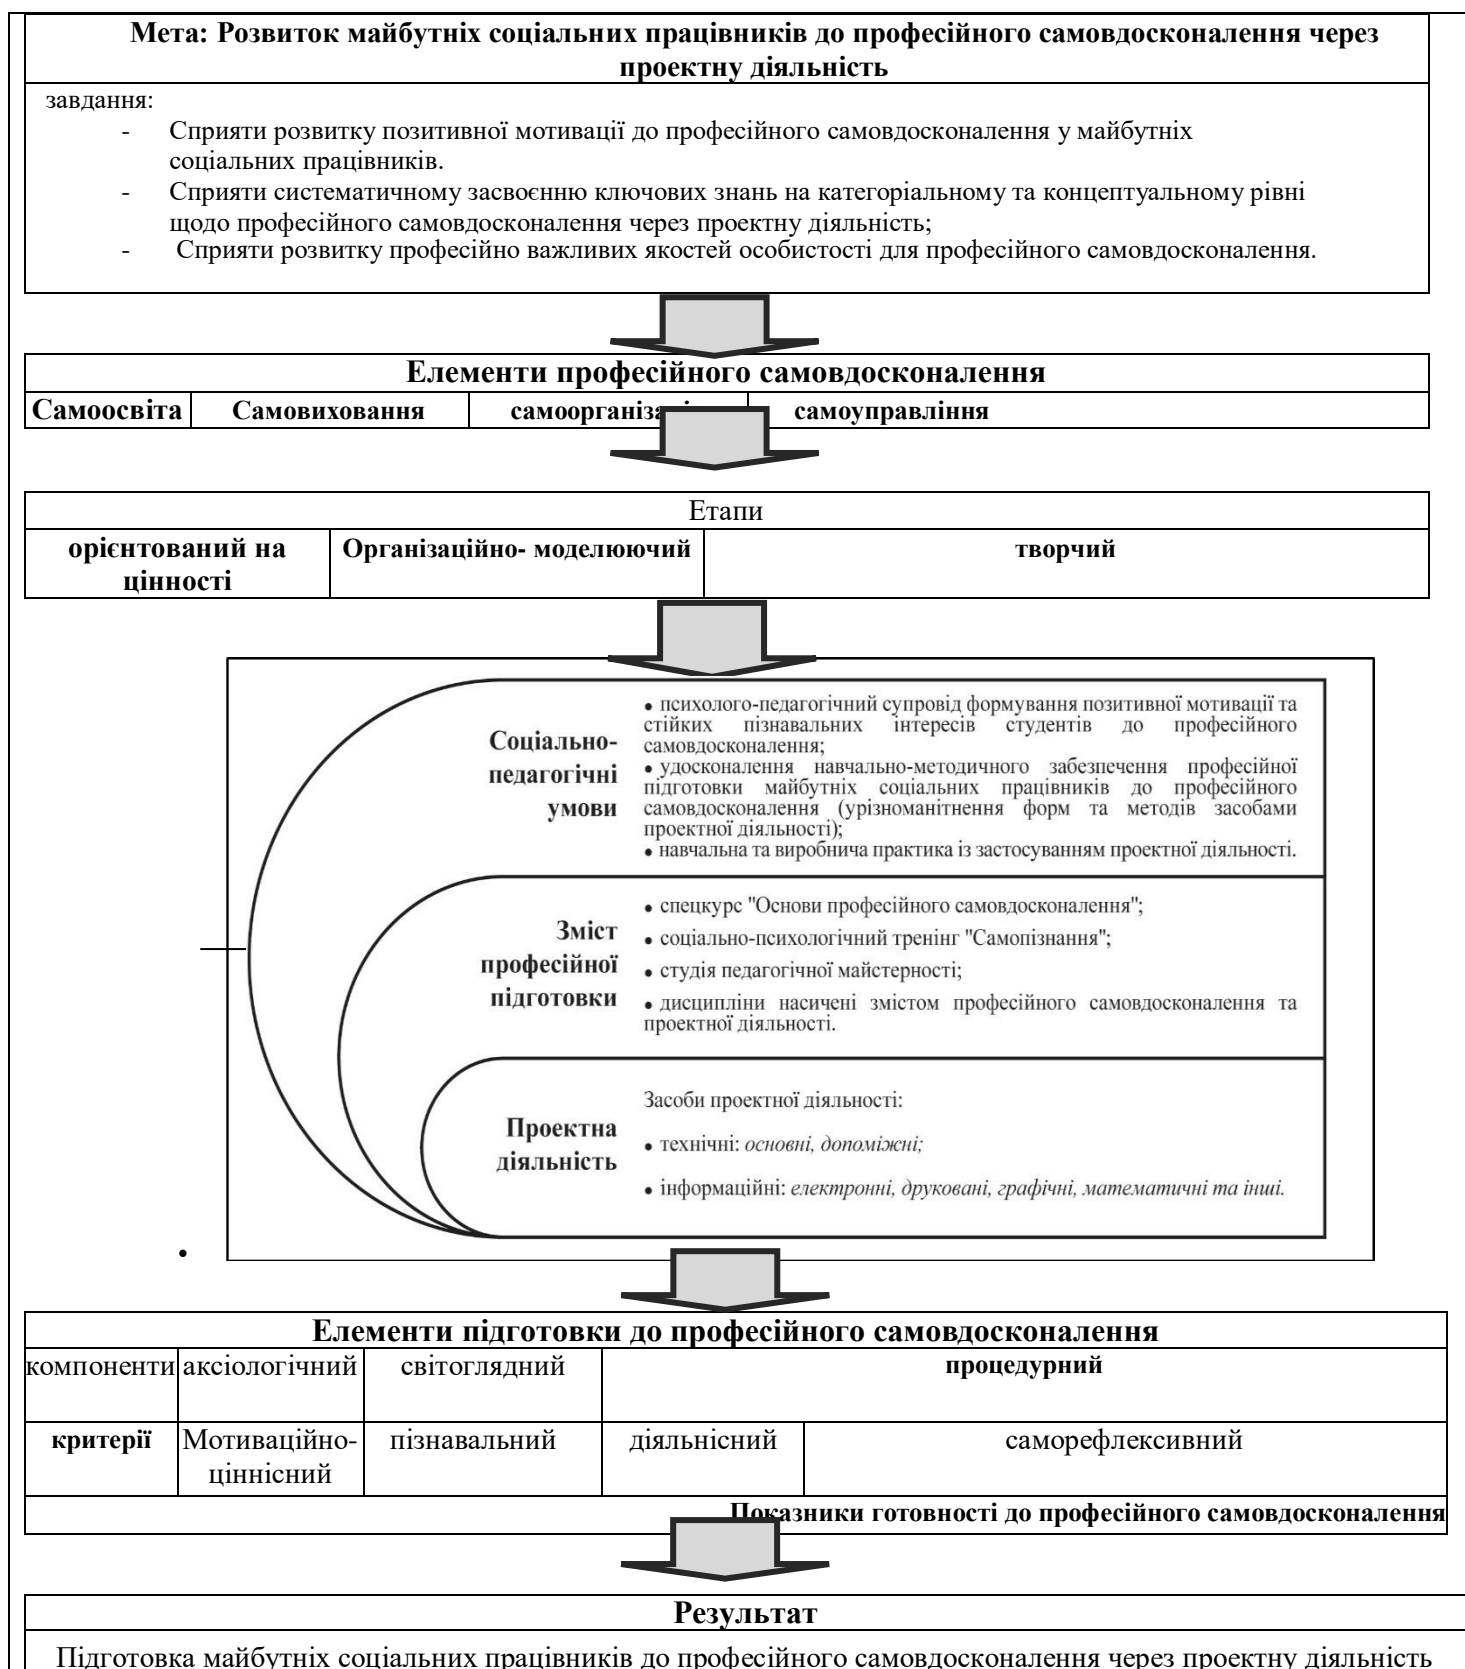 Мета: Розвиток майбутніх соціальних працівників до професійного самовдосконалення через
проектну діяльність
завдання:
- Сприяти розвитку позитивної мотивації до професійного самовдосконалення у майбутніх
соціальних працівників.
- Сприяти систематичному засвоєнню ключових знань на категоріальному та концептуальному рівні
щодо професійного самовдосконалення через проектну діяльність;
- Сприяти розвитку професійно важливих якостей особистості для професійного самовдосконалення.
Елементи професійного самовдосконалення
Самоосвіта Самовиховання самоорганізаці самоуправління
Етапи
орієнтований на
цінності
Організаційно- моделюючий
творчий
Соціально-
педагогічні
умови
• психолого-педагогічний супровід формування позитивної мотивації та
стійких пізнавальних інтересів студентів до професійного
самовдосконалення;
• удосконалення навчально-методичного забезпечення професійної
підготовки майбутніх соціальних працівників до професійного
самовдосконалення (урізноманітнення форм та методів засобами
проектної діяльності);
• навчальна та виробнича практика із застосуванням проектної діяльності.
Зміст
професійної
підготовки
• спецкурс "Основи професійного самовдосконалення";
• соціально-психологічний тренінг "Самопізнання";
• студія педагогічної майстерності;
• дисципліни насичені змістом професійного самовдосконалення та
проектної діяльності.
Проектна
діяльність
Засоби проектної діяльності:
• технічні: основні, допоміжні;
• інформаційні: електронні, друковані, графічні, математичні та інші.
•
Елементи підготовки до професійного самовдосконалення
компоненти аксіологічний світоглядний процедурний
критерії Мотиваційно-
ціннісний
пізнавальний діяльнісний саморефлексивний
Показники готовності до професійного самовдосконалення
Результат
Підготовка майбутніх соціальних працівників до професійного самовдосконалення через проектну діяльність